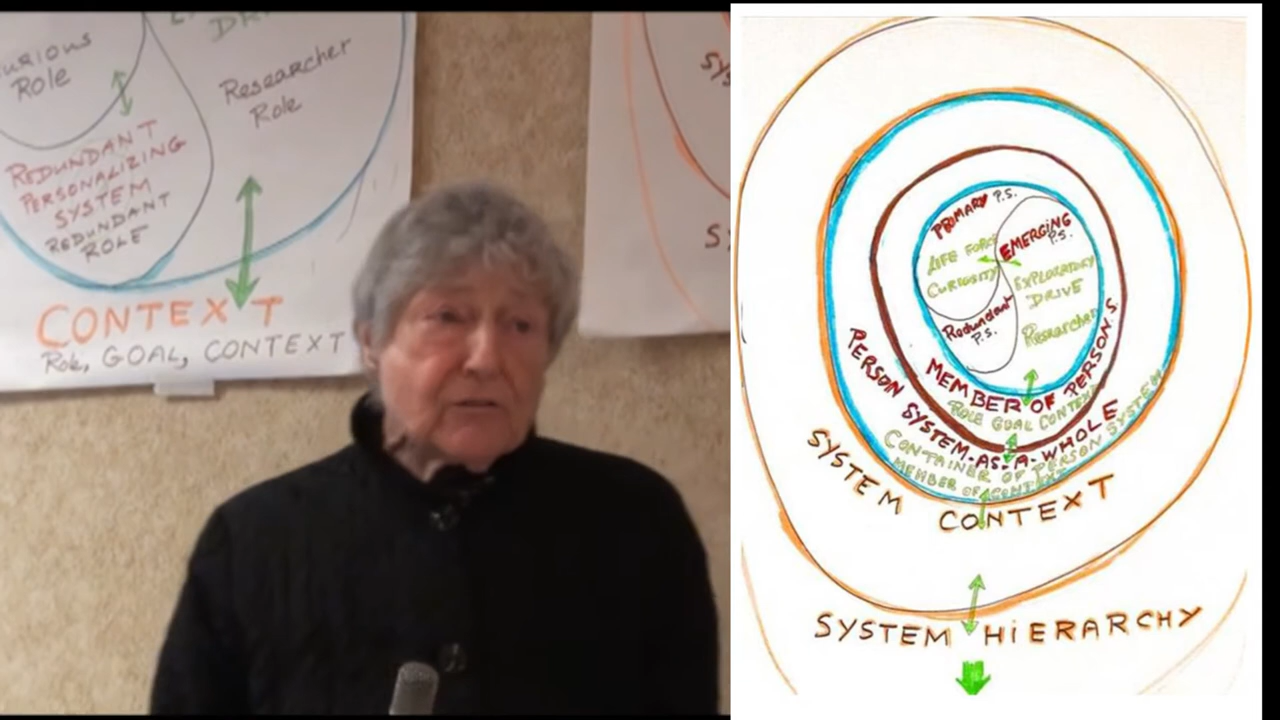 DRI
Role
Researcher
Role
REDUNDANT
PERSONALIZING
SYSTEM
REDUNDANT
ROLE
CONTEXT
Role, GOAL, CONTEXT
SY
S
PRIMARY P.S.
EMERGING
P.S.
LIFE FORCE
CURIOSITY
EXPLORATORY
DRIVE
Redundant
P.S.
Researcher
MEMBER OF PERSON S.
ROLE GOAL CONTEXT
PERSON SYSTEM-AS-A-WHOLE
CONTAINER OF PERSON SYSTEM
MEMBER OF CONTEXT
SYSTEM CONTEXT
SYSTEM HiERARCHY